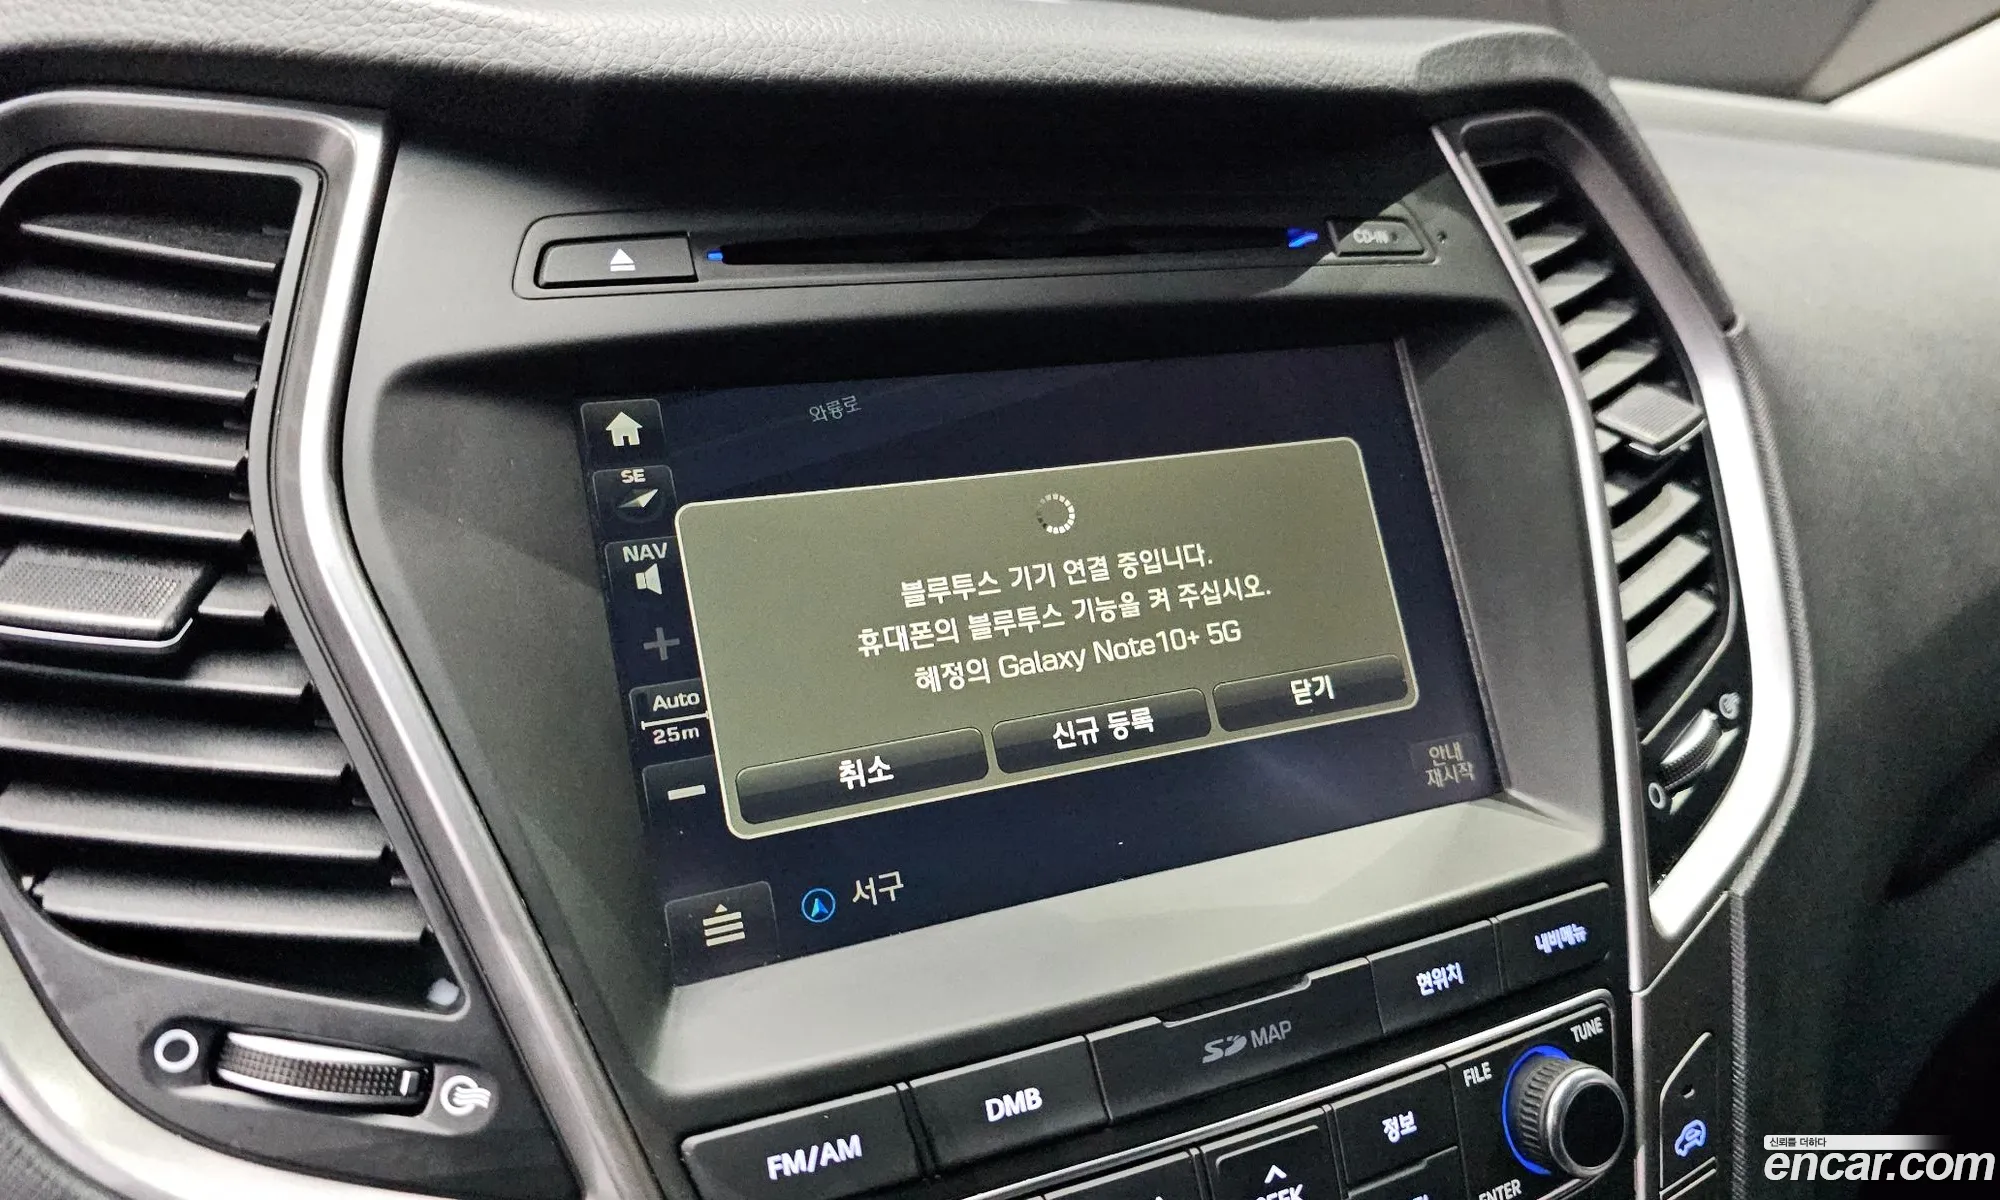 CD-IN
와룡로
SE
NAV
블루투스 기기 연결 중입니다.
휴대폰의 블루투스 기능을 켜 주십시오.
혜정의 Galaxy Note10+ 5G
Auto
25m
취소
신규 등록
닫기
안내
재시작
서구
현위치
내비메뉴
SD MAP
DMB
FM/AM
정보
FILE
TUNE
ENTER
신뢰를 더하다
encar.com